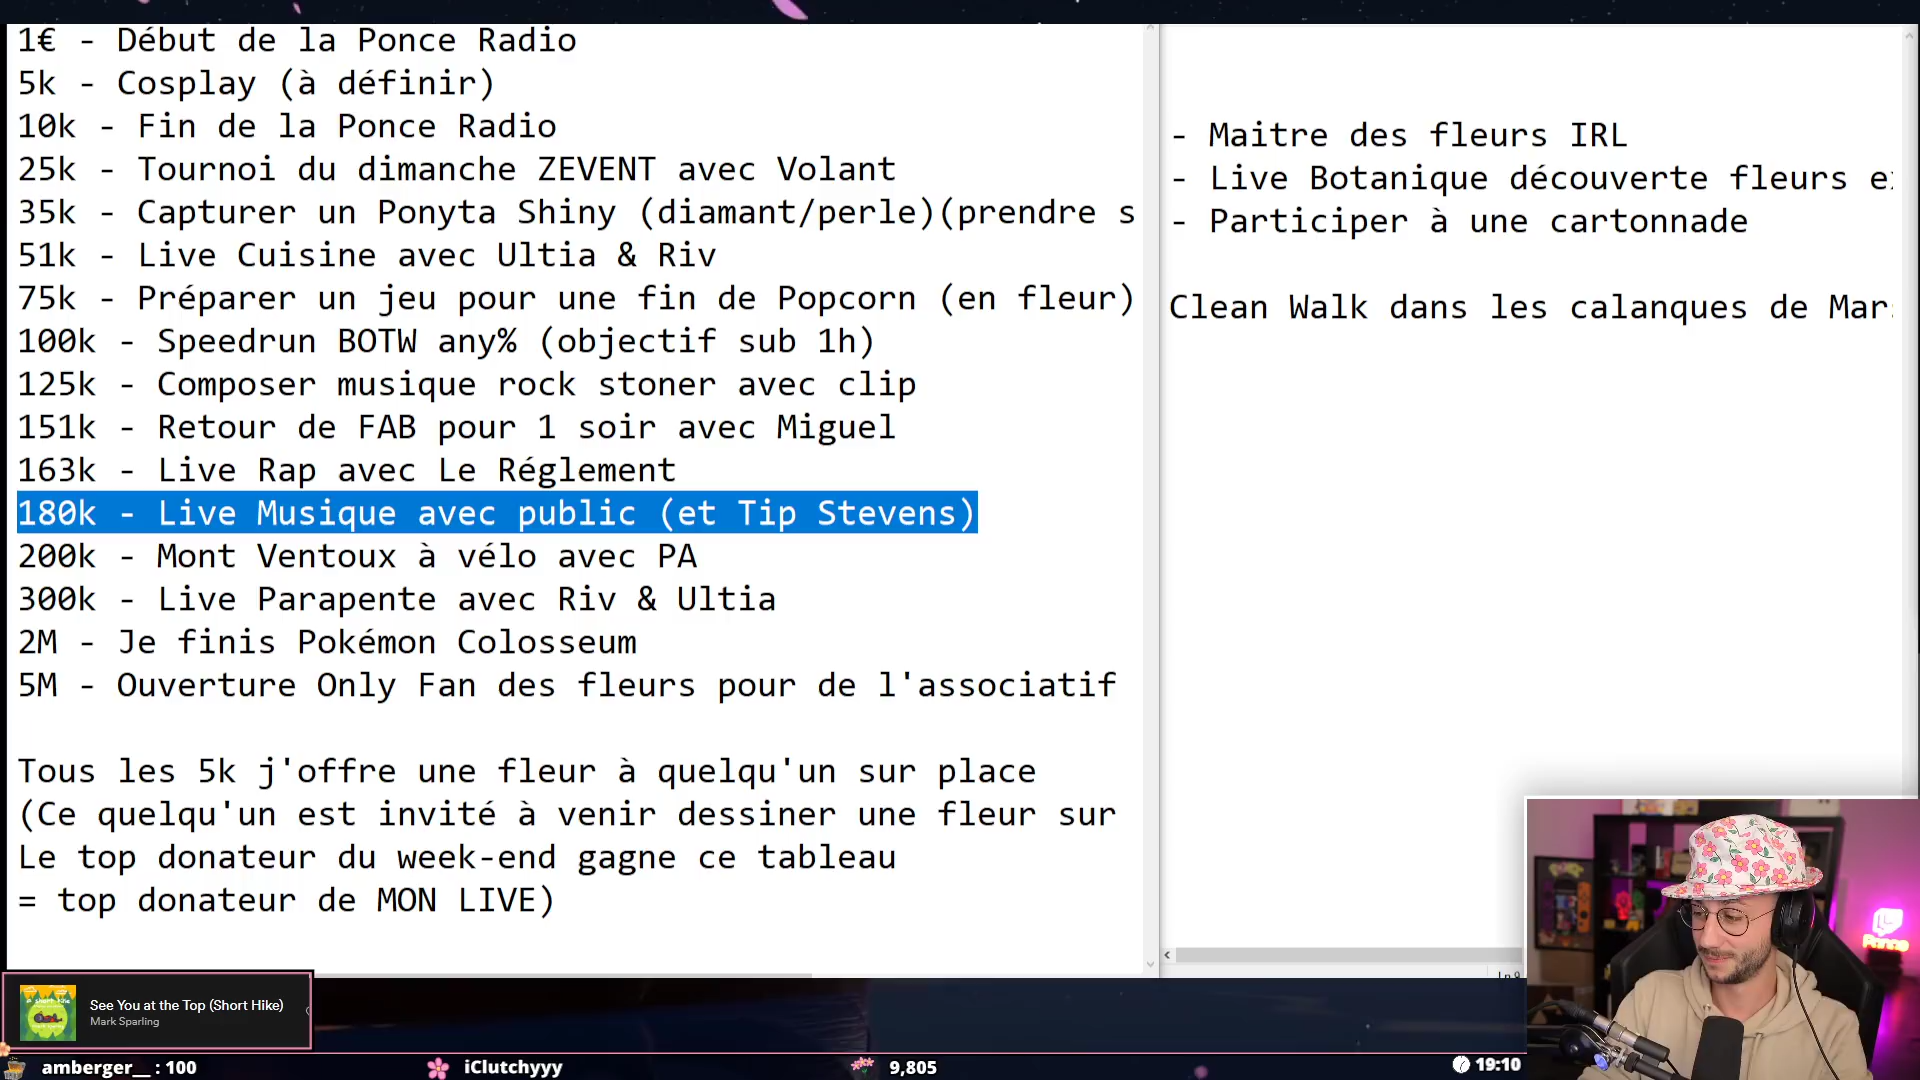 1€ - Début de la Ponce Radio
5k - Cosplay (à définir)
10k - Fin de la Ponce Radio
25k - Tournoi du dimanche ZEVENT avec Volant
35k - Capturer un Ponyta Shiny (diamant/perle)(prendre s
51k - Live Cuisine avec Ultia & Riv
75k - Préparer un jeu pour une fin de Popcorn (en fleur)
100k - Speedrun BOTW any% (objectif sub 1h)
125k - Composer musique rock stoner avec clip
151k - Retour de FAB pour 1 soir avec Miguel
163k - Live Rap avec Le Réglement
180k - Live Musique avec public (et Tip Stevens)
200k - Mont Ventoux à vélo avec PA
300k - Live Parapente avec Riv & Ultia
2M - Je finis Pokémon Colosseum
5M - Ouverture Only Fan des fleurs pour de l'associatif
Tous les 5k j'offre une fleur à quelqu'un sur place
(Ce quelqu'un est invité à venir dessiner une fleur sur
Le top donateur du week-end gagne ce tableau
= top donateur de MON LIVE)
- Maitre des fleurs IRL
- Live Botanique découverte fleurs e
- Participer à une cartonnade
Clean Walk dans les calanques de Mar
See You at the Top (Short Hike)
Mark Sparling
amberger__ : 100
iClutchyyy
9,805
19:10